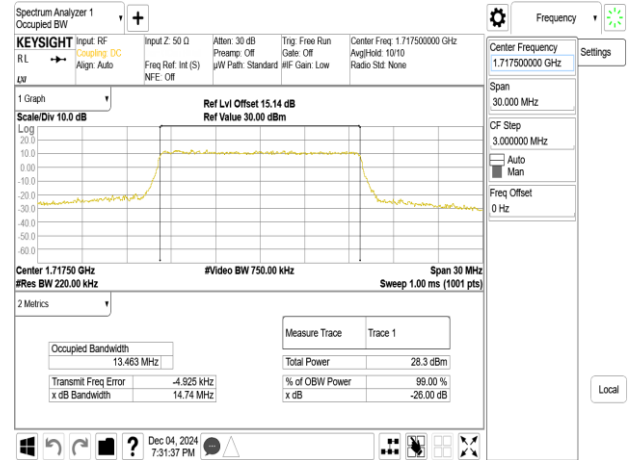 Spectrum Analyzer 1
Occupied BW
Frequency
KEYSIGHT
Input: RF
Input Z: 50 Ω
Atten: 30 dB
Trig: Free Run
Center Freq: 1.717500000 GHz
RL
Coupling: DC
Preamp: Off
Gate: Off
Avg|Hold: 10/10
Align: Auto
Freq Ref: Int (S)
µW Path: Standard
#IF Gain: Low
Radio Std: None
NFE: Off
LXI
Center Frequency
1.717500000 GHz
Settings
Span
30.000 MHz
CF Step
3.000000 MHz
Auto
Man
Freq Offset
0 Hz
Local
1 Graph
Ref Lvl Offset 15.14 dB
Scale/Div 10.0 dB
Ref Value 30.00 dBm
Log
20.0
10.0
0.00
-10.0
-20.0
-30.0
-40.0
-50.0
-60.0
Center 1.71750 GHz
#Video BW 750.00 kHz
Span 30 MHz
#Res BW 220.00 kHz
Sweep 1.00 ms (1001 pts)
2 Metrics
Measure Trace
Trace 1
Occupied Bandwidth
13.463 MHz
Total Power
28.3 dBm
Transmit Freq Error
-4.925 kHz
% of OBW Power
99.00 %
x dB Bandwidth
14.74 MHz
x dB
-26.00 dB
?
Dec 04, 2024
7:31:37 PM